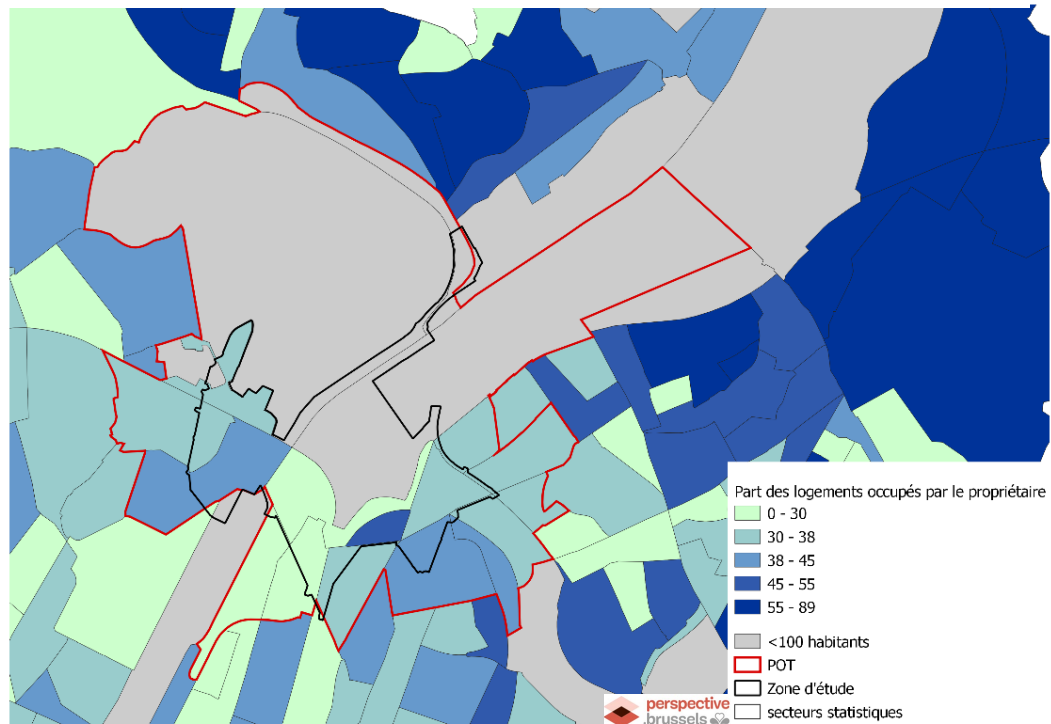 Part des logements occupés par le propriétaire
0 - 30
30 - 38
38 - 45
45 - 55
55 - 89
<100 habitants
POT
Zone d'étude
secteurs statistiques
perspective
.brussels